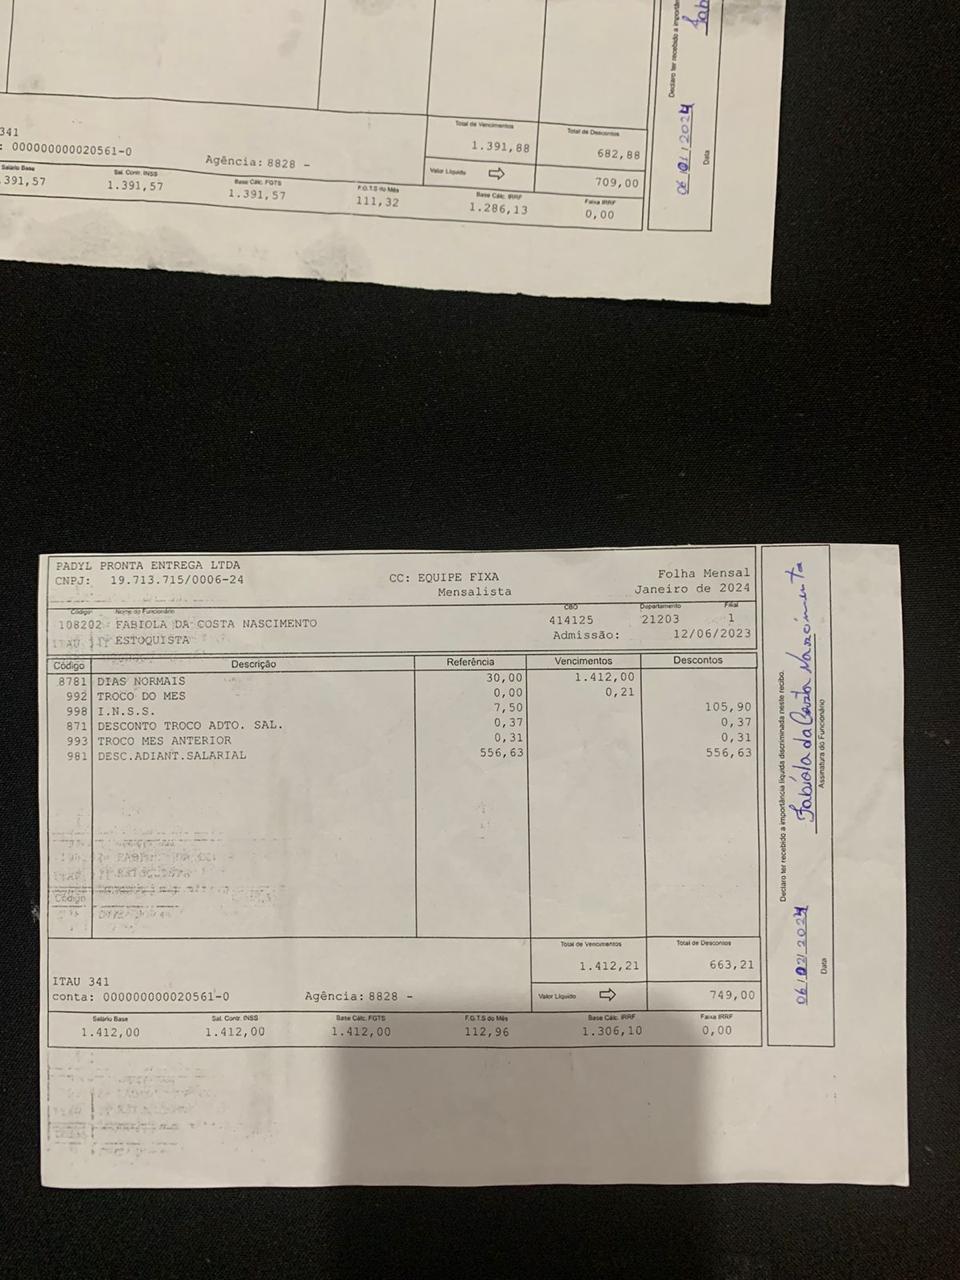 341
: 000000000020561-0
Agência: 8828 -
Total de Vencimentos
1.391,88
Total de Descontos
682,88
Valor Líquido
709,00
Salário Base
.391,57
Sal. Contr. INSS
1.391,57
Base Cálc. FGTS
1.391,57
F.G.T.S do Mês
111,32
Base Cálc. IRRF
1.286,13
Faixa IRRF
0,00
Declaro ter recebido a importân
06/01/2024
Data
PADYL PRONTA ENTREGA LTDA
CNPJ: 19.713.715/0006-24
CC: EQUIPE FIXA
Mensalista
Folha Mensal
Janeiro de 2024
Código Nome do Funcionário CBO Departamento Filial
108202 FABIOLA DA COSTA NASCIMENTO 414125 21203 1
ESTOQUISTA Admissão: 12/06/2023
Código Descrição Referência Vencimentos Descontos
8781 DIAS NORMAIS 30,00 1.412,00
992 TROCO DO MES 0,00 0,21
998 I.N.S.S. 7,50 105,90
871 DESCONTO TROCO ADTO. SAL. 0,37 0,37
993 TROCO MES ANTERIOR 0,31 0,31
981 DESC.ADIANT.SALARIAL 556,63 556,63
Total de Vencimentos Total de Descontos
1.412,21 663,21
ITAU 341
conta: 000000000020561-0 Agência: 8828 - Valor Líquido 749,00
Salário Base Sal. Contr. INSS Base Cálc. FGTS F.G.T.S do Mês Base Cálc. IRRF Faixa IRRF
1.412,00 1.412,00 1.412,00 112,96 1.306,10 0,00
Declaro ter recebido a importância líquida discriminada neste recibo.
06/02/2024 Fabíola da Costa Nascimento
Data Assinatura do Funcionário